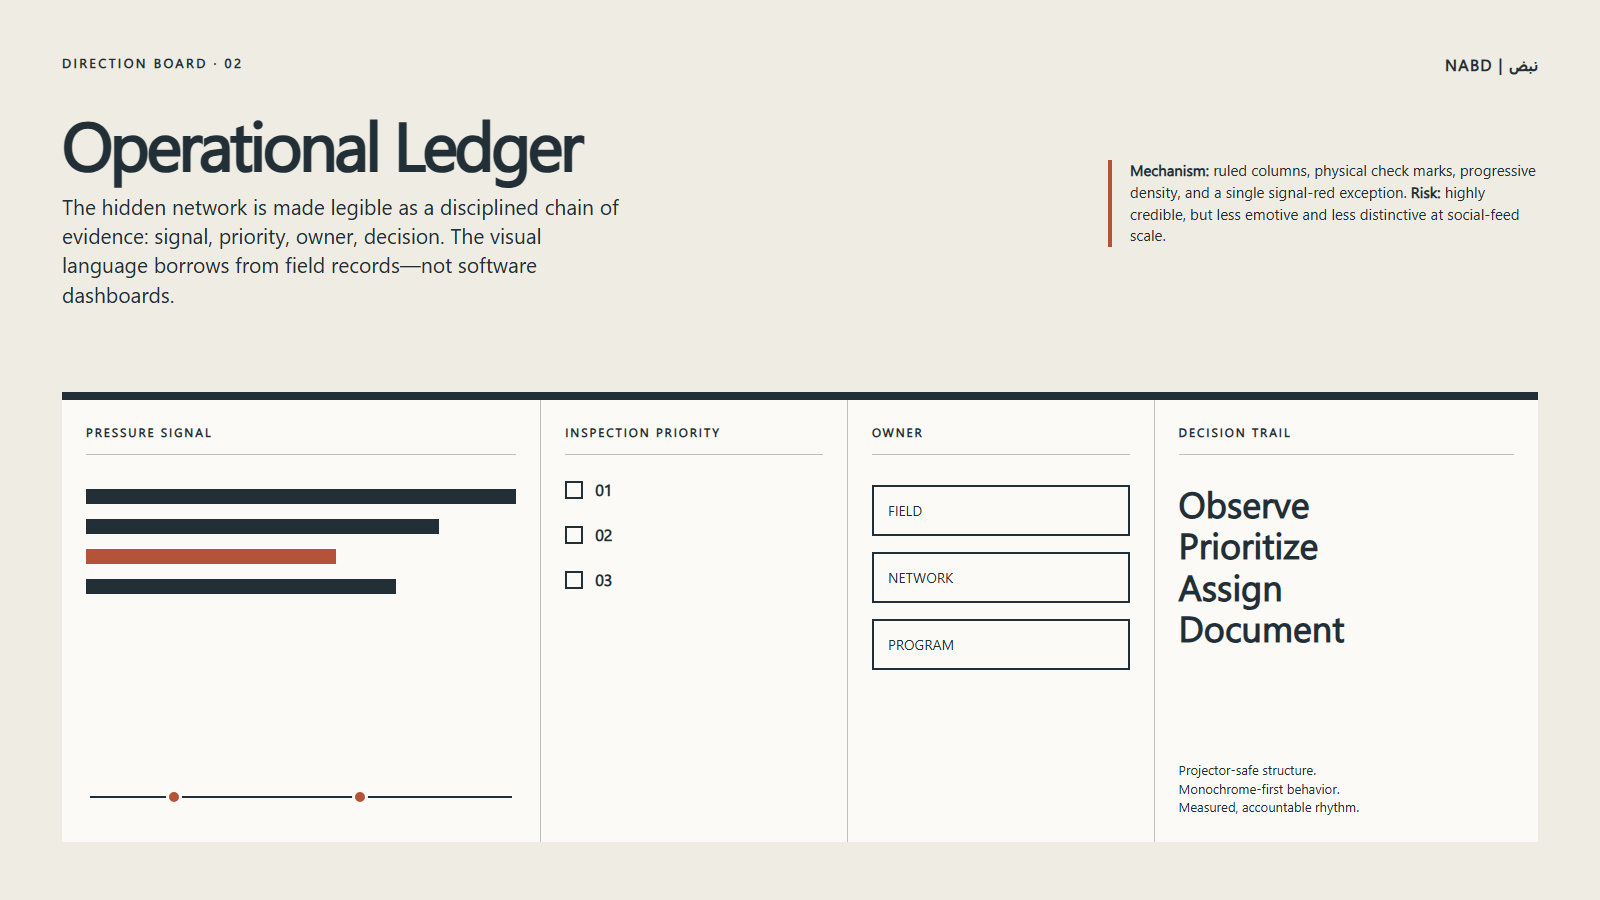 DIRECTION BOARD · 02
NABD | نبض
Operational Ledger
The hidden network is made legible as a disciplined chain of
evidence: signal, priority, owner, decision. The visual
language borrows from field records—not software
dashboards.
Mechanism: ruled columns, physical check marks, progressive
density, and a single signal-red exception. Risk: highly
credible, but less emotive and less distinctive at social-feed
scale.
PRESSURE SIGNAL
INSPECTION PRIORITY
01
02
03
OWNER
FIELD
NETWORK
PROGRAM
DECISION TRAIL
Observe
Prioritize
Assign
Document
Projector-safe structure.
Monochrome-first behavior.
Measured, accountable rhythm.